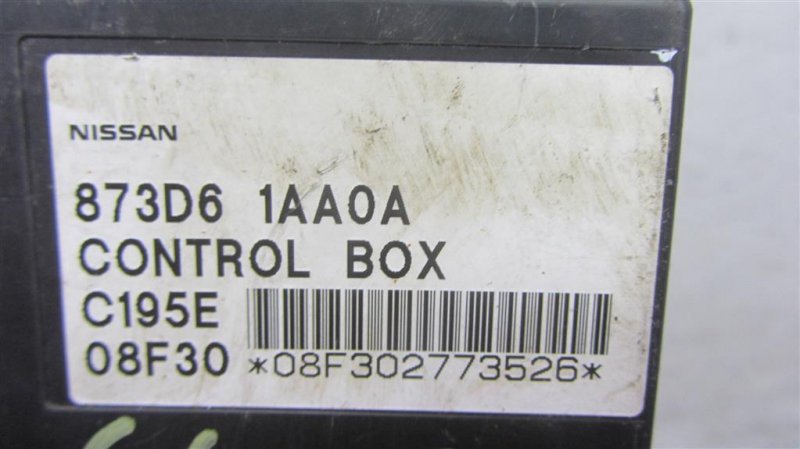 NISSAN
873D6 1AA0A
CONTROL BOX
C195E
08F30 *08F302773526*